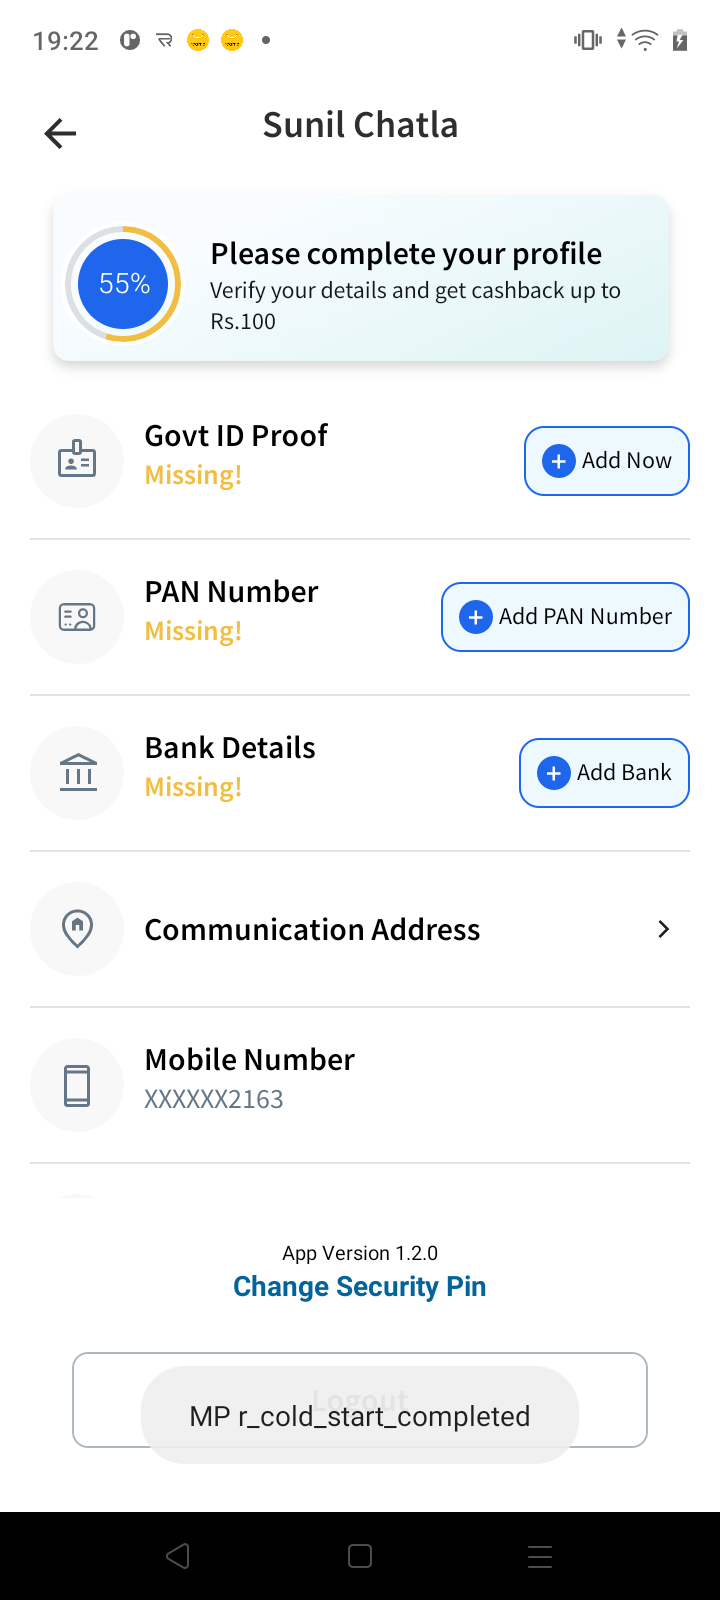 19:22
Sunil Chatla
55%
Please complete your profile
Verify your details and get cashback up to
Rs.100
Govt ID Proof
Missing!
Add Now
PAN Number
Missing!
Add PAN Number
Bank Details
Missing!
Add Bank
Communication Address
Mobile Number
XXXXXX2163
App Version 1.2.0
Change Security Pin
Logout
MP r_cold_start_completed